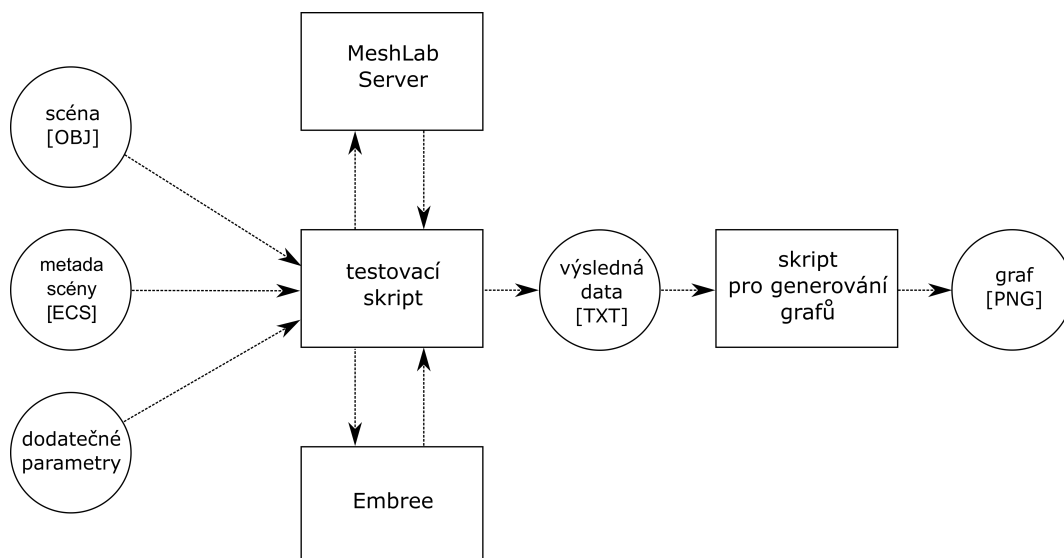 MeshLab
Server
scéna
[OBJ]
metada
scény
[ECS]
dodatečné
parametry
testovací
skript
Embree
výsledná
data
[TXT]
skript
pro generování
grafů
graf
[PNG]